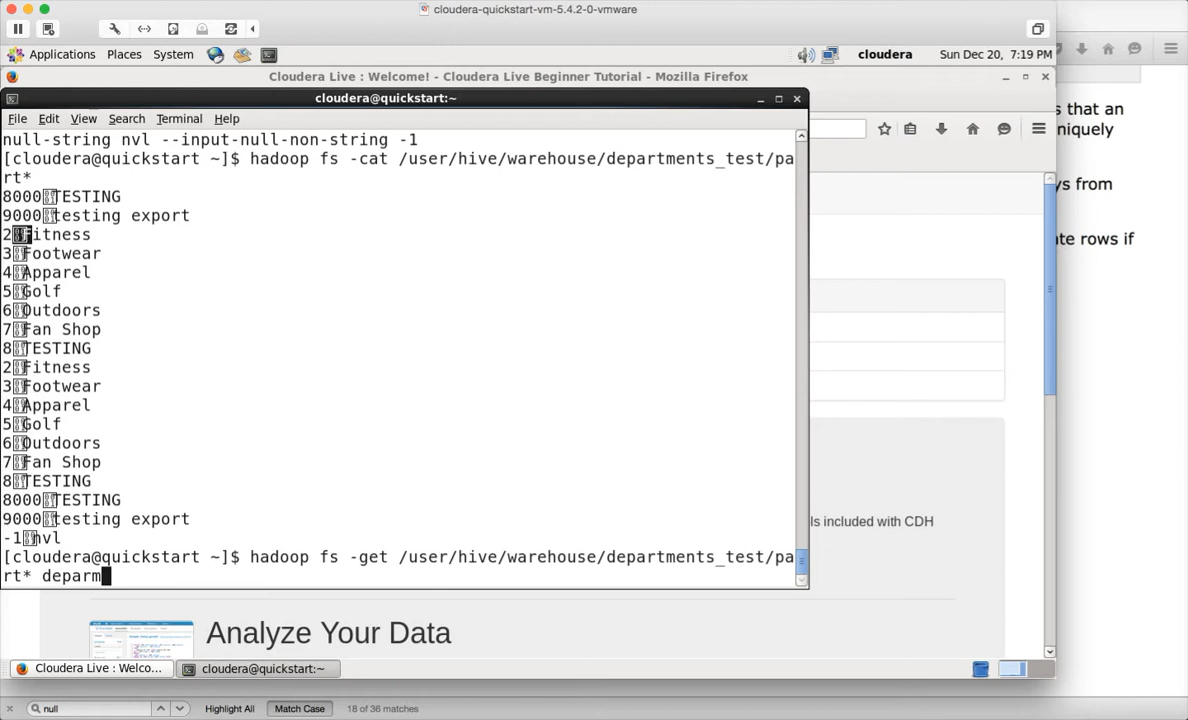 cloudera-quickstart-vm-5.4.2-0-vmware
Applications Places System
cloudera Sun Dec 20, 7:19 PM
Cloudera Live : Welcome! - Cloudera Live Beginner Tutorial - Mozilla Firefox
cloudera@quickstart:~
File Edit View Search Terminal Help
null-string nvl --input-null-non-string -1
[cloudera@quickstart ~]$ hadoop fs -cat /user/hive/warehouse/departments_test/pa
rt*
8000TESTING
9000testing export
2Fitness
3Footwear
4Apparel
5Golf
6Outdoors
7Fan Shop
8TESTING
2Fitness
3Footwear
4Apparel
5Golf
6Outdoors
7Fan Shop
8TESTING
8000TESTING
9000testing export
-1nvl
[cloudera@quickstart ~]$ hadoop fs -get /user/hive/warehouse/departments_test/pa
rt* deparm
s that an
niquely
ys from
te rows if
ls included with CDH
Analyze Your Data
Cloudera Live : Welco...
cloudera@quickstart:~
null
Highlight All
Match Case
18 of 36 matches